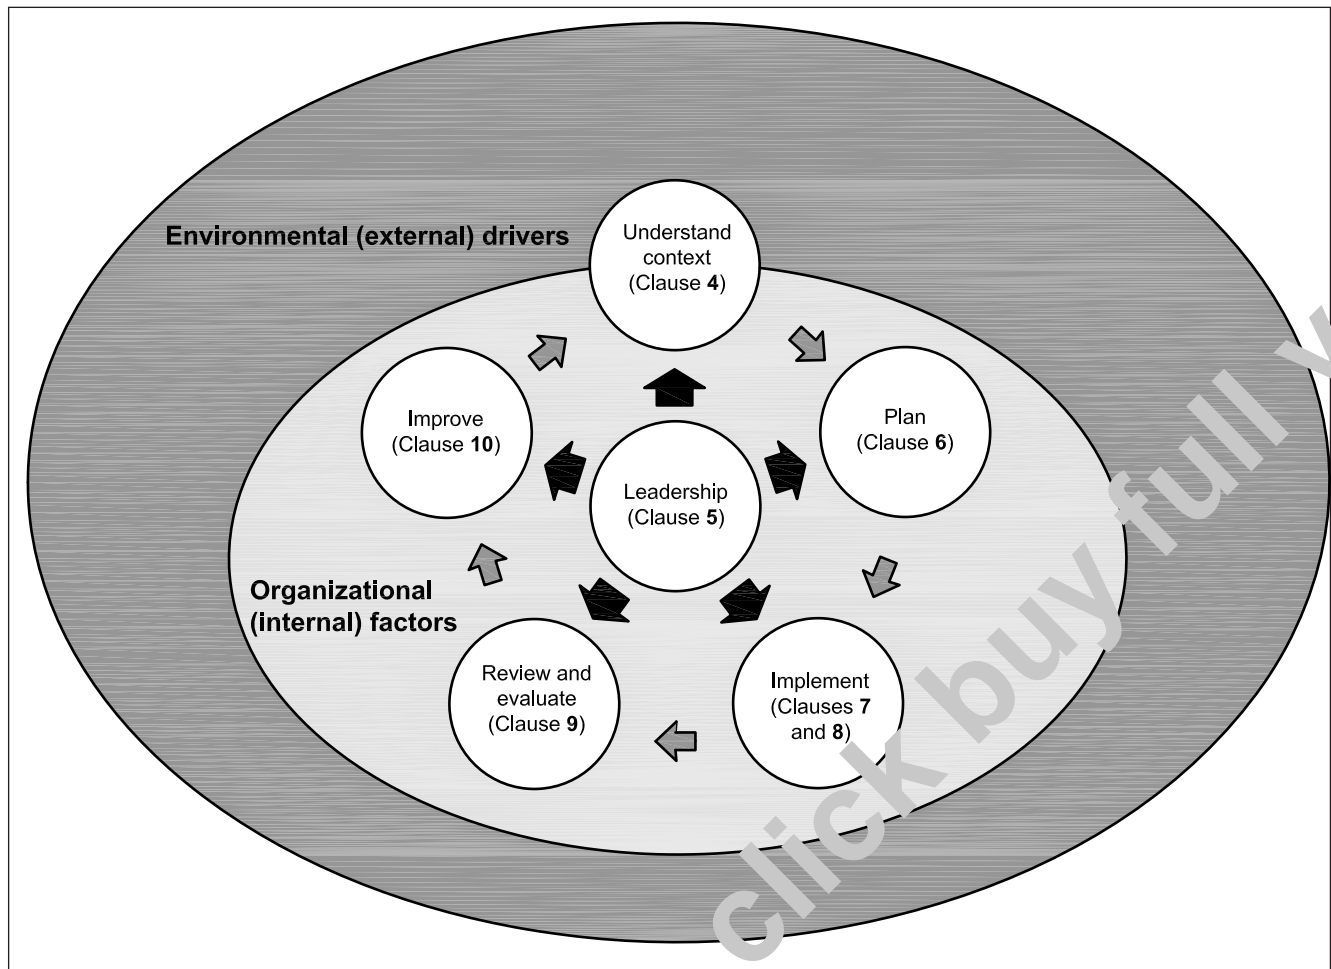 Environmental (external) drivers
Understand
context
(Clause 4)
Improve
(Clause 10)
Plan
(Clause 6)
Leadership
(Clause 5)
Organizational
(internal) factors
Review and
evaluate
(Clause 9)
Implement
(Clauses 7
and 8)
click buy full